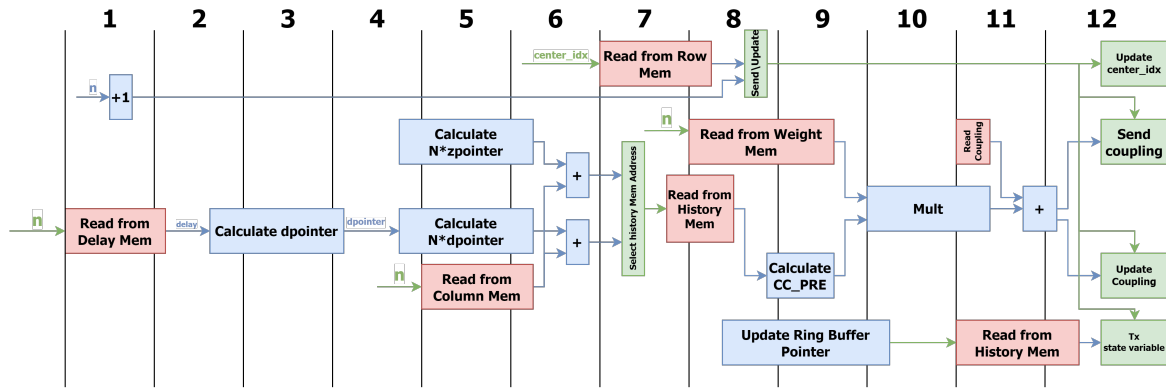 1 2 3 4 5 6 7 8 9 10 11 12
center_idx
Read from Row
Mem
Send\Update
Update
center_idx
n
+1
Calculate
N*zpointer
n
Read from Weight
Mem
Read
Coupling
Send
coupling
+
Select history Mem Address
Read from
History
Mem
n
Read from
Delay Mem
delay
Calculate dpointer
dpointer
Calculate
N*dpointer
+
Mult
+
n
Read from
Column Mem
Calculate
CC_PRE
Update
Coupling
Update Ring Buffer
Pointer
Read from
History Mem
Tx
state variable